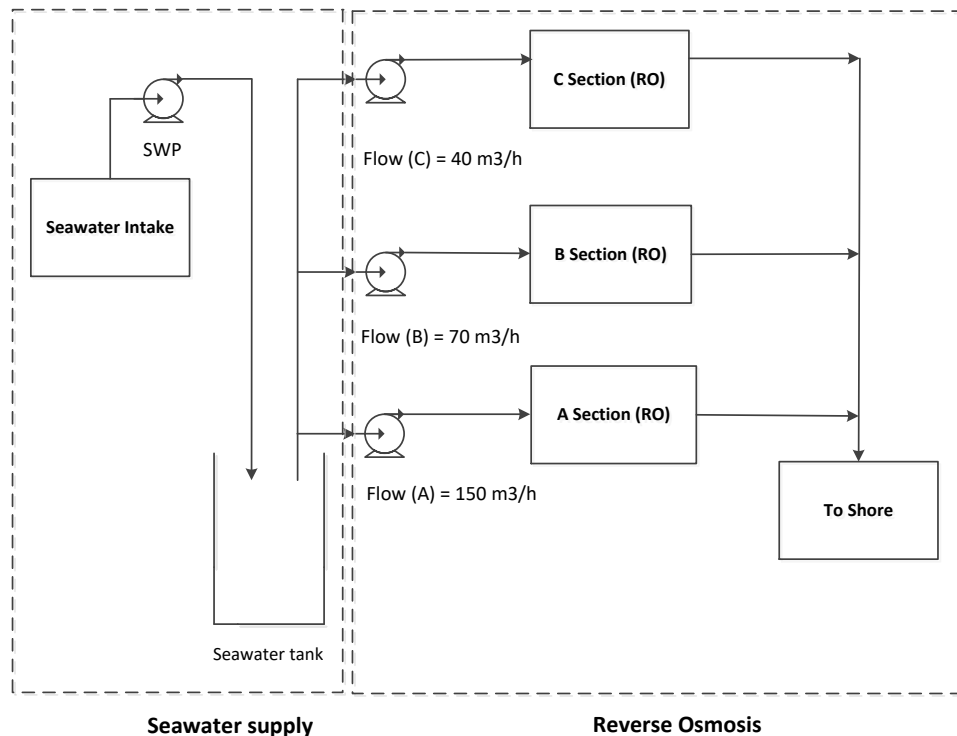 C Section (RO)
SWP
Flow (C) = 40 m3/h
Seawater Intake
B Section (RO)
Flow (B) = 70 m3/h
A Section (RO)
Flow (A) = 150 m3/h
To Shore
Seawater tank
Seawater supply
Reverse Osmosis